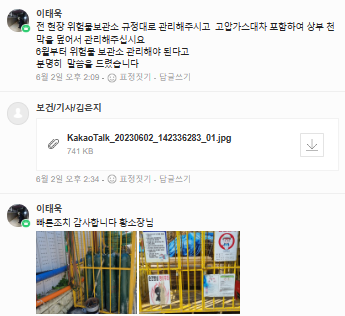 이태욱
전 현장 위험물보관소 규정대로 관리해주시고 고압가스대차 포함하여 상부 천
막을 덮어서 관리해주십시요
6월부터 위험물 보관소 관리해야 된다고
분명히 말씀을 드렸습니다
6월 2일 오후 2:09 · 표정짓기 · 답글쓰기
보건/기사/김은지
KakaoTalk_20230602_142336283_01.jpg
741 KB
6월 2일 오후 2:34 · 표정짓기 · 답글쓰기
이태욱
빠른조치 감사합니다 황소장님